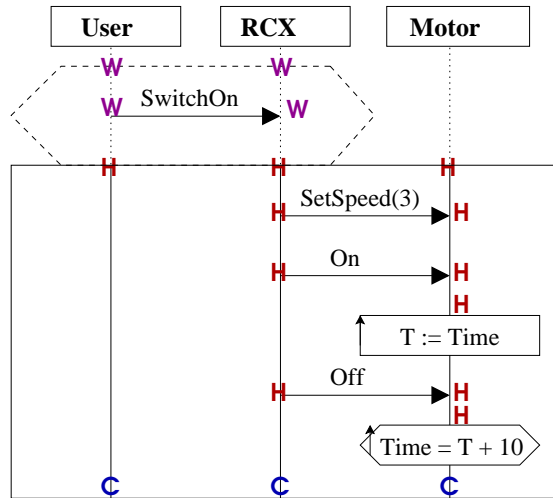 User RCX Motor
W W
SwitchOn
W W
H H H
SetSpeed(3)
H H
On
H H
H
T := Time
Off
H H
H
Time = T + 10
C C C